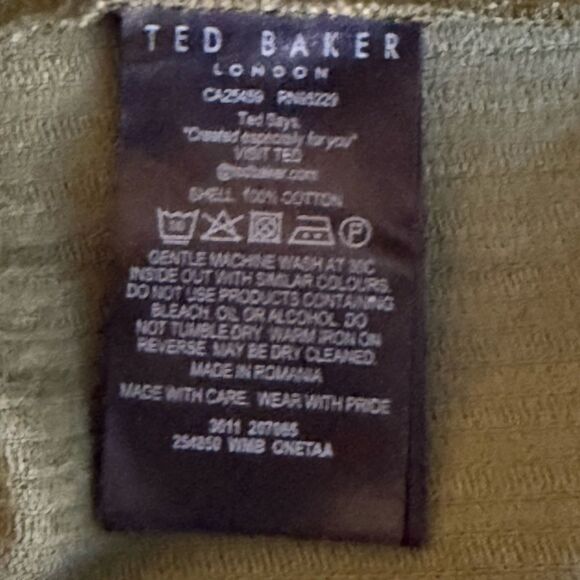 TED BAKER
LONDON
CA25459 RN95229
Ted Says,
"Created especially for you"
VISIT TED
@tedbaker.com
SHELL 100% COTTON
30 P
GENTLE MACHINE WASH AT 30C
INSIDE OUT WITH SIMILAR COLOURS.
DO NOT USE PRODUCTS CONTAINING
BLEACH, OIL OR ALCOHOL. DO
NOT TUMBLE DRY. WARM IRON ON
REVERSE. MAY BE DRY CLEANED.
MADE IN ROMANIA
MADE WITH CARE. WEAR WITH PRIDE
3011
254850 WMB ONETAA